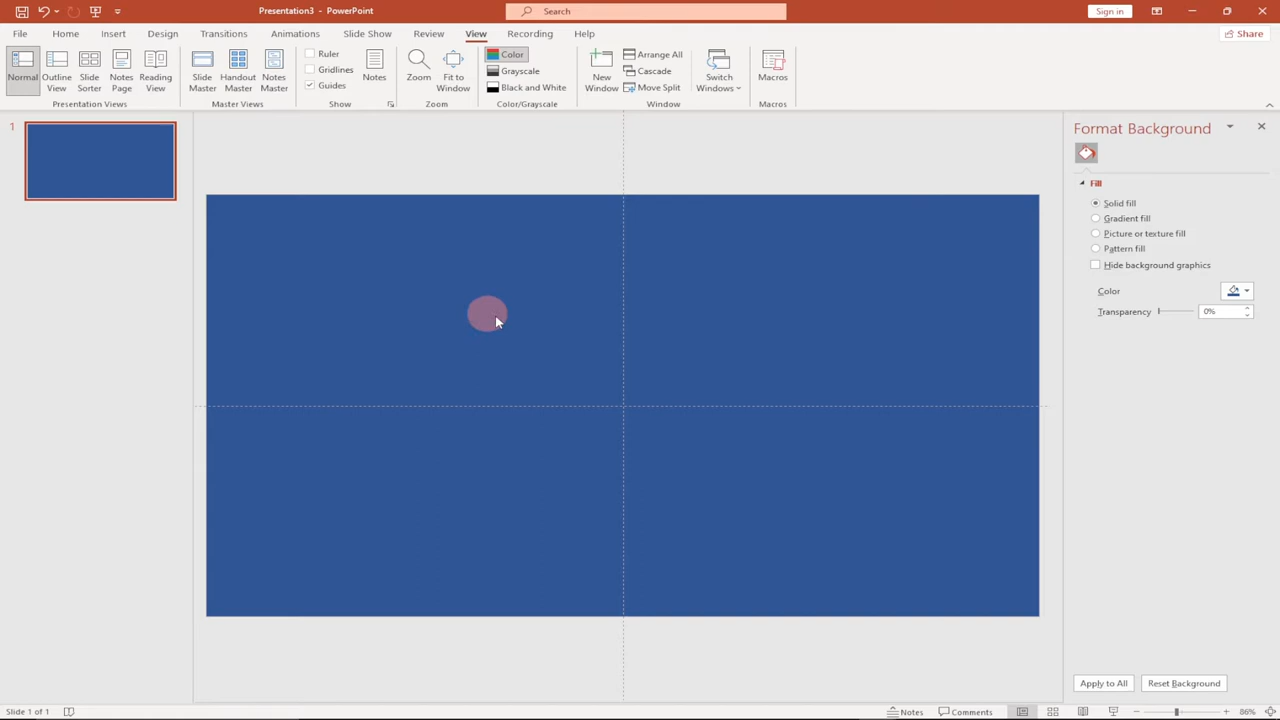 Presentation3 - PowerPoint
Search
Sign in
File Home Insert Design Transitions Animations Slide Show Review View Recording Help
Share
Normal
Outline View
Slide Sorter
Notes Page
Reading View
Presentation Views
Slide Master
Handout Master
Notes Master
Master Views
Ruler
Gridlines
Guides
Show
Notes
Zoom
Fit to Window
Zoom
Color
Grayscale
Black and White
Color/Grayscale
New Window
Arrange All
Cascade
Move Split
Switch Windows
Window
Macros
Macros
1
Format Background
Fill
Solid fill
Gradient fill
Picture or texture fill
Pattern fill
Hide background graphics
Color
Transparency 0%
Apply to All
Reset Background
Slide 1 of 1
Notes
Comments
86%